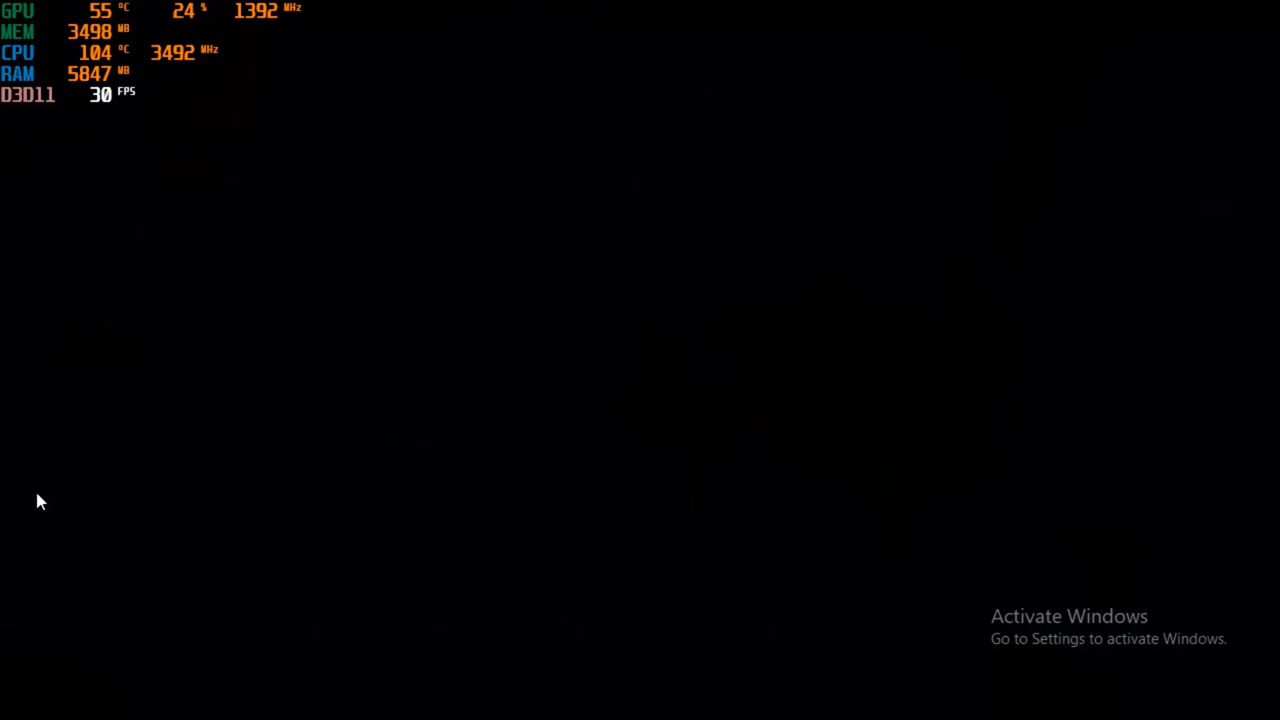 GPU 55 °C 24 % 1392 MHz
MEM 3498 MB
CPU 104 °C 3492 MHz
RAM 5847 MB
D3D11 30 FPS
Activate Windows
Go to Settings to activate Windows.